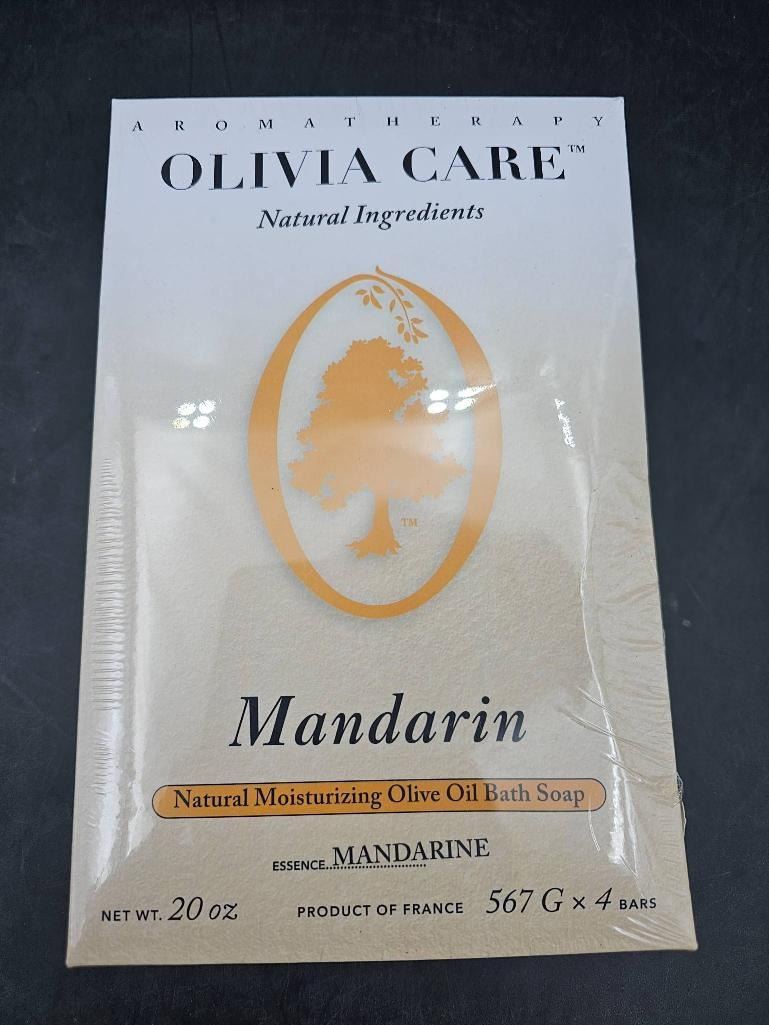 A R O M A T H E R A P Y
OLIVIA CARE™
Natural Ingredients
TM
Mandarin
Natural Moisturizing Olive Oil Bath Soap
ESSENCE..............MANDARINE
NET WT. 20 oz PRODUCT OF FRANCE 567 G × 4 BARS